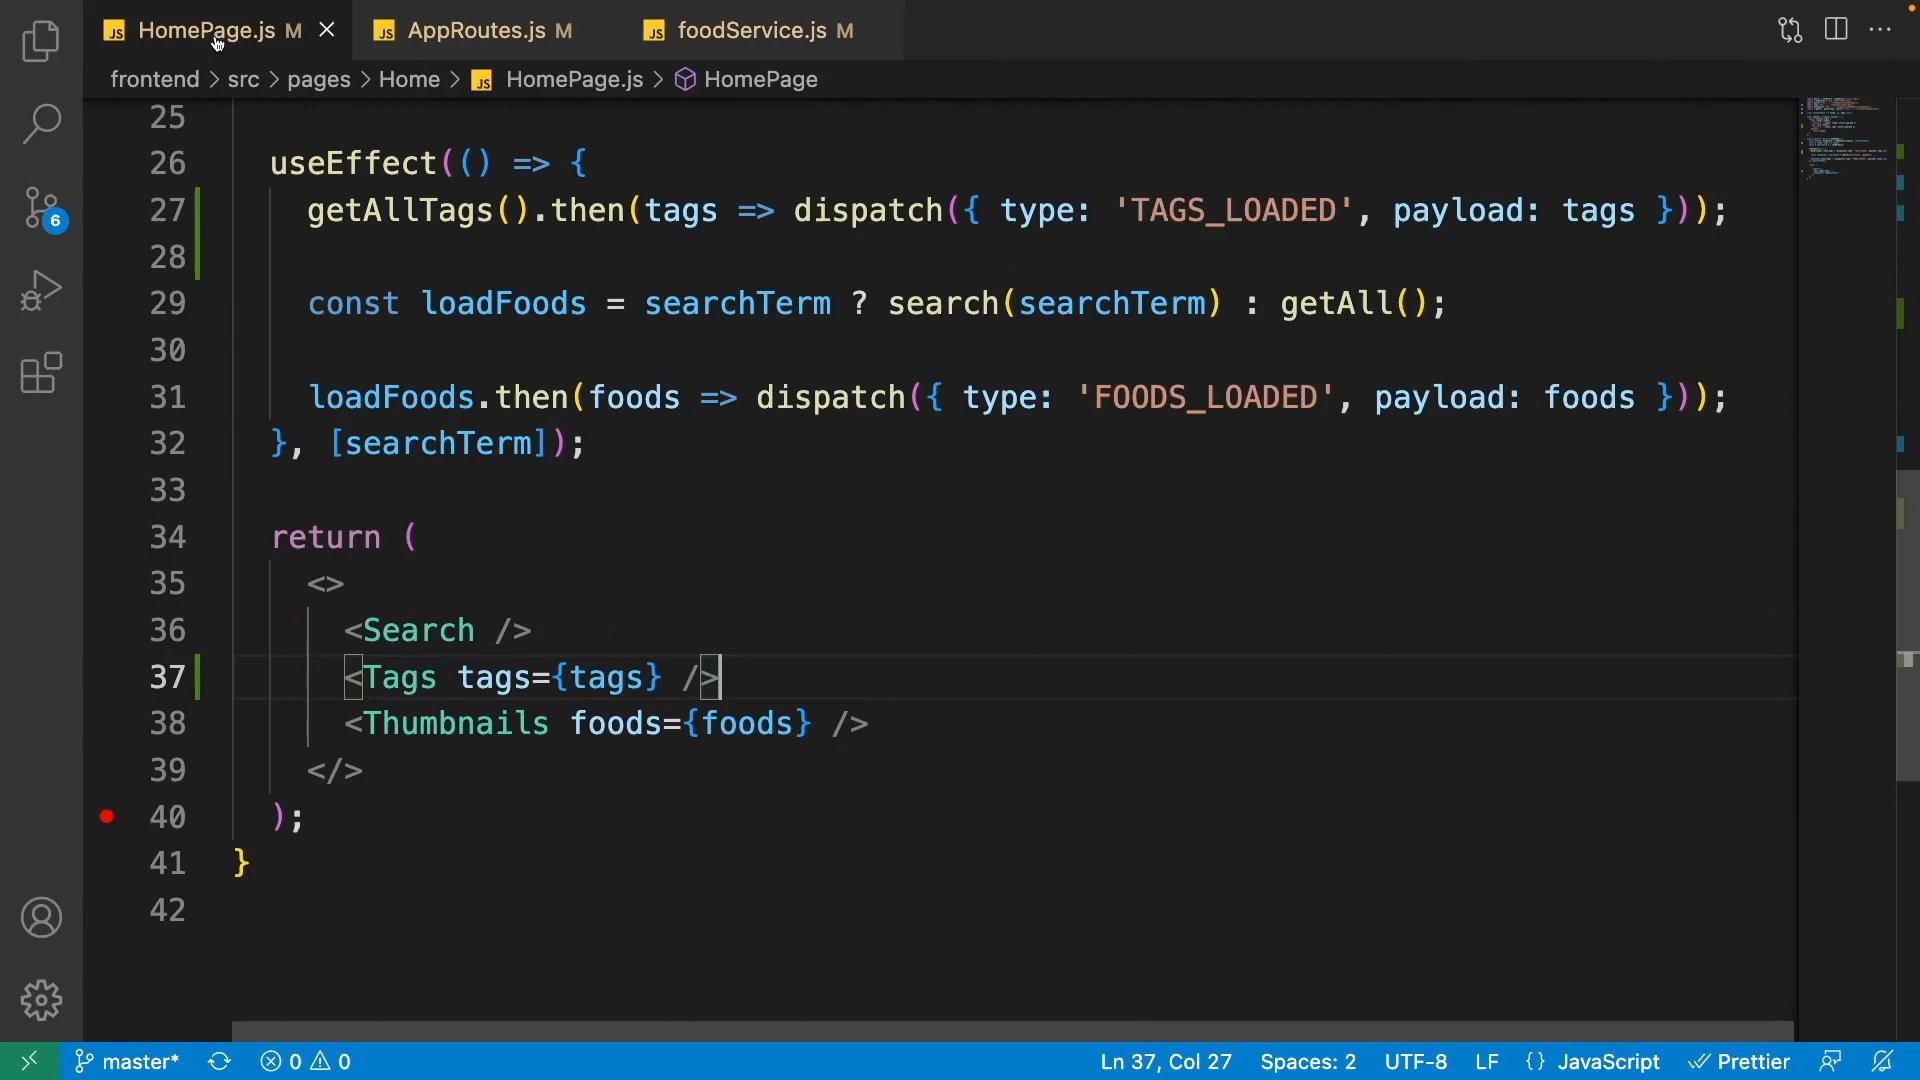 JS HomePage.js M
JS AppRoutes.js M
JS foodService.js M
frontend > src > pages > Home > JS HomePage.js > HomePage
25
26 useEffect(() => {
27 getAllTags().then(tags => dispatch({ type: 'TAGS_LOADED', payload: tags }));
28
29 const loadFoods = searchTerm ? search(searchTerm) : getAll();
30
31 loadFoods.then(foods => dispatch({ type: 'FOODS_LOADED', payload: foods }));
32 }, [searchTerm]);
33
34 return (
35 <>
36 <Search />
37 <Tags tags={tags} />
38 <Thumbnails foods={foods} />
39 </>
40 );
41 }
42
6
master* 0 0 Ln 37, Col 27 Spaces: 2 UTF-8 LF {} JavaScript Prettier